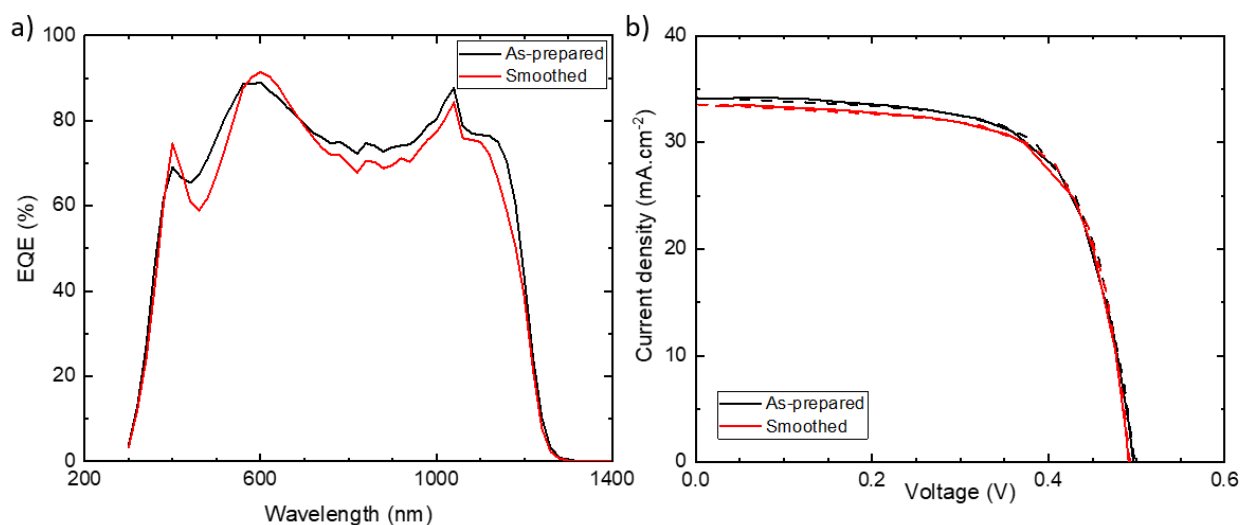 a)
100
80
60
40
20
0
EQE (%)
As-prepared
Smoothed
200
600
1000
1400
Wavelength (nm)
b)
40
30
20
10
0
Current density (mA.cm-2)
As-prepared
Smoothed
0.0
0.2
0.4
0.6
Voltage (V)